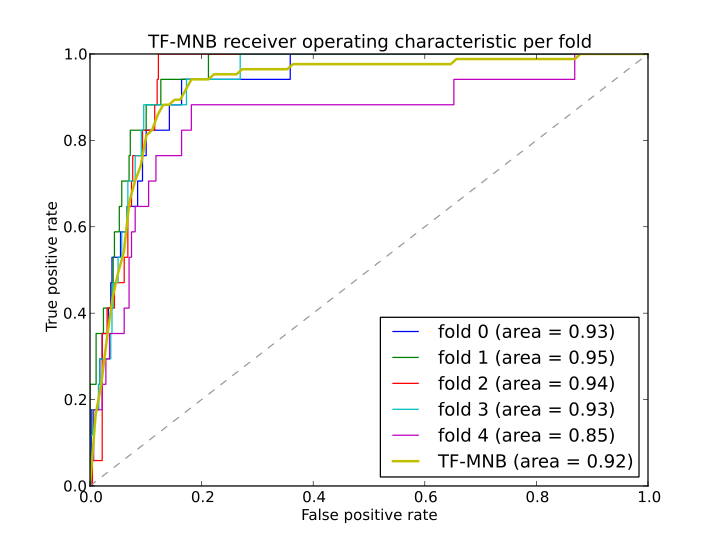 TF-MNB receiver operating characteristic per fold
1.0
0.8
0.6
0.4
0.2
0.0
True positive rate
0.0 0.2 0.4 0.6 0.8 1.0
False positive rate
fold 0 (area = 0.93)
fold 1 (area = 0.95)
fold 2 (area = 0.94)
fold 3 (area = 0.93)
fold 4 (area = 0.85)
TF-MNB (area = 0.92)